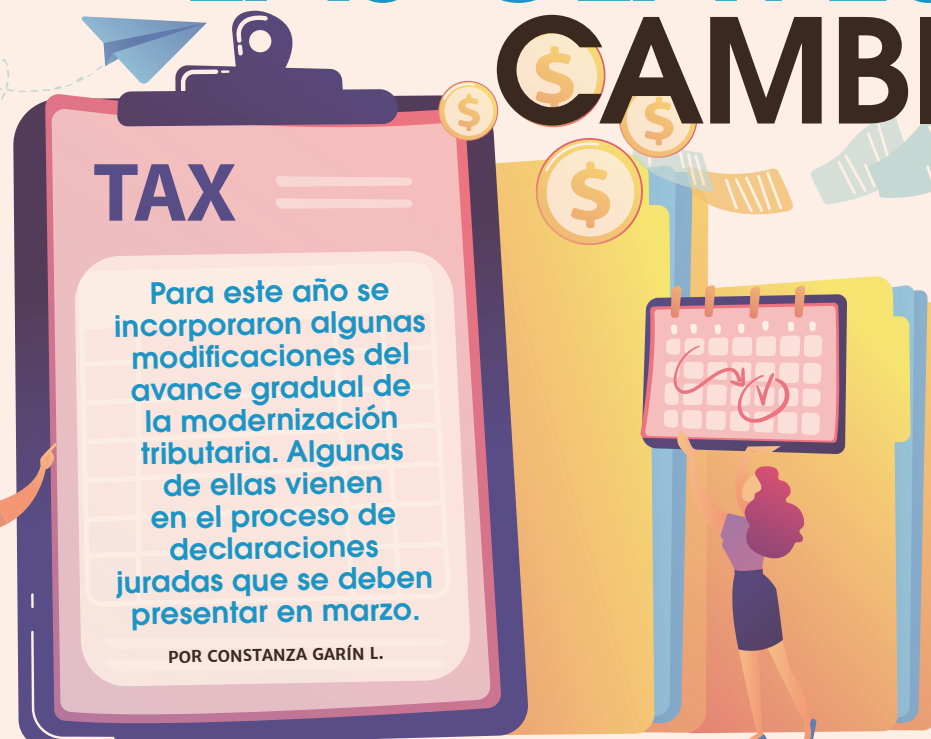 CAMBI
TAX
Para este año se
incorporaron algunas
modificaciones del
avance gradual de
la modernización
tributaria. Algunas
de ellas vienen
en el proceso de
declaraciones
juradas que se deben
presentar en marzo.
POR CONSTANZA GARÍN L.
$
$
$
$